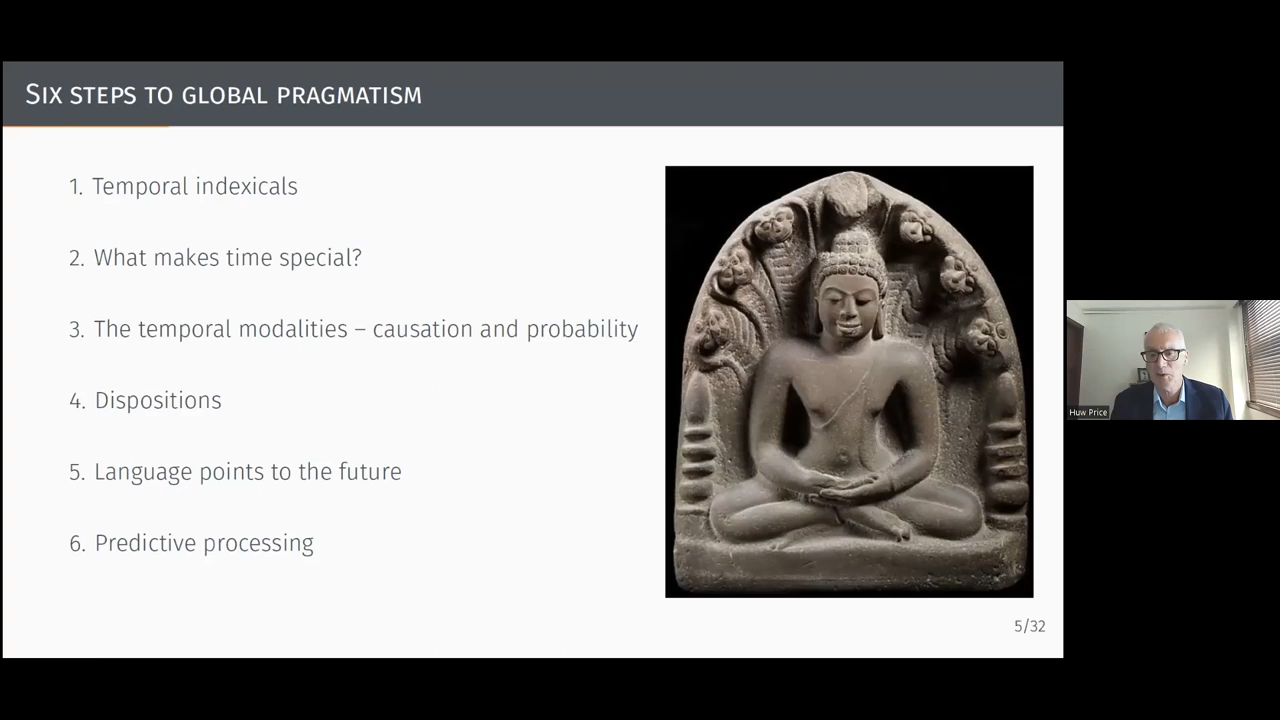 Six steps to global pragmatism
1. Temporal indexicals
2. What makes time special?
3. The temporal modalities – causation and probability
4. Dispositions
5. Language points to the future
6. Predictive processing
5/32
Huw Price